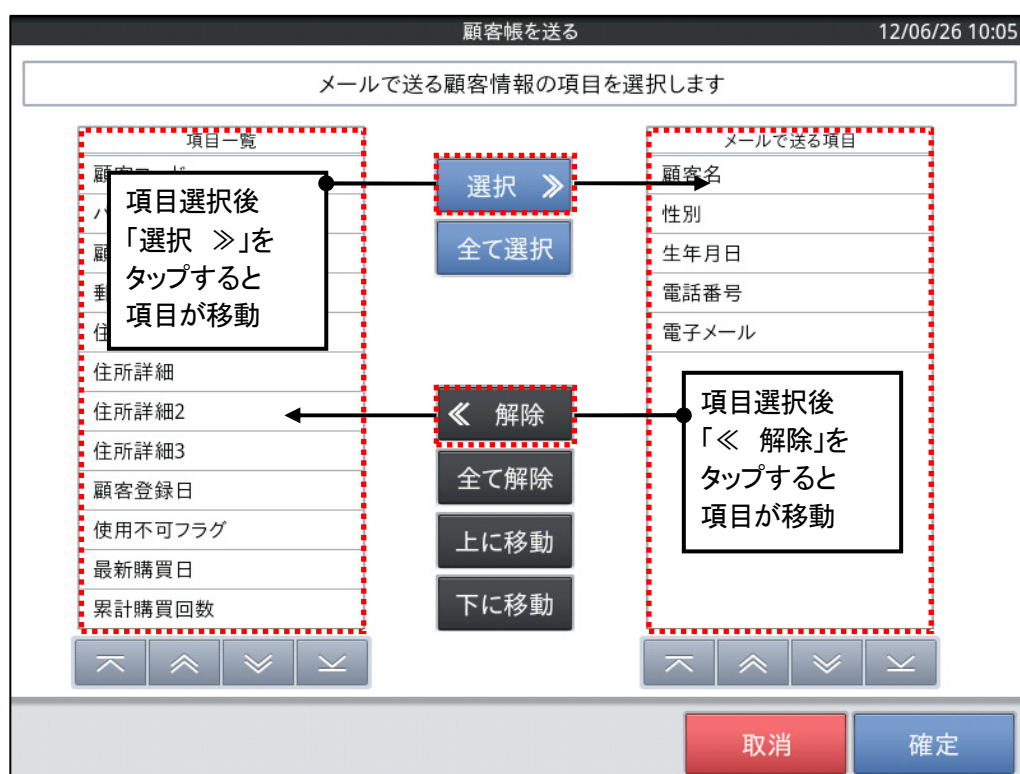 顧客帳を送る 12/06/26 10:05
メールで送る顧客情報の項目を選択します
項目一覧
項目選択後
「選択 ≫」を
タップすると
項目が移動
住所詳細
住所詳細2
住所詳細3
顧客登録日
使用不可フラグ
最新購買日
累計購買回数
選択 ≫
全て選択
≪ 解除
全て解除
上に移動
下に移動
メールで送る項目
顧客名
性別
生年月日
電話番号
電子メール
項目選択後
「≪ 解除」を
タップすると
項目が移動
取消
確定